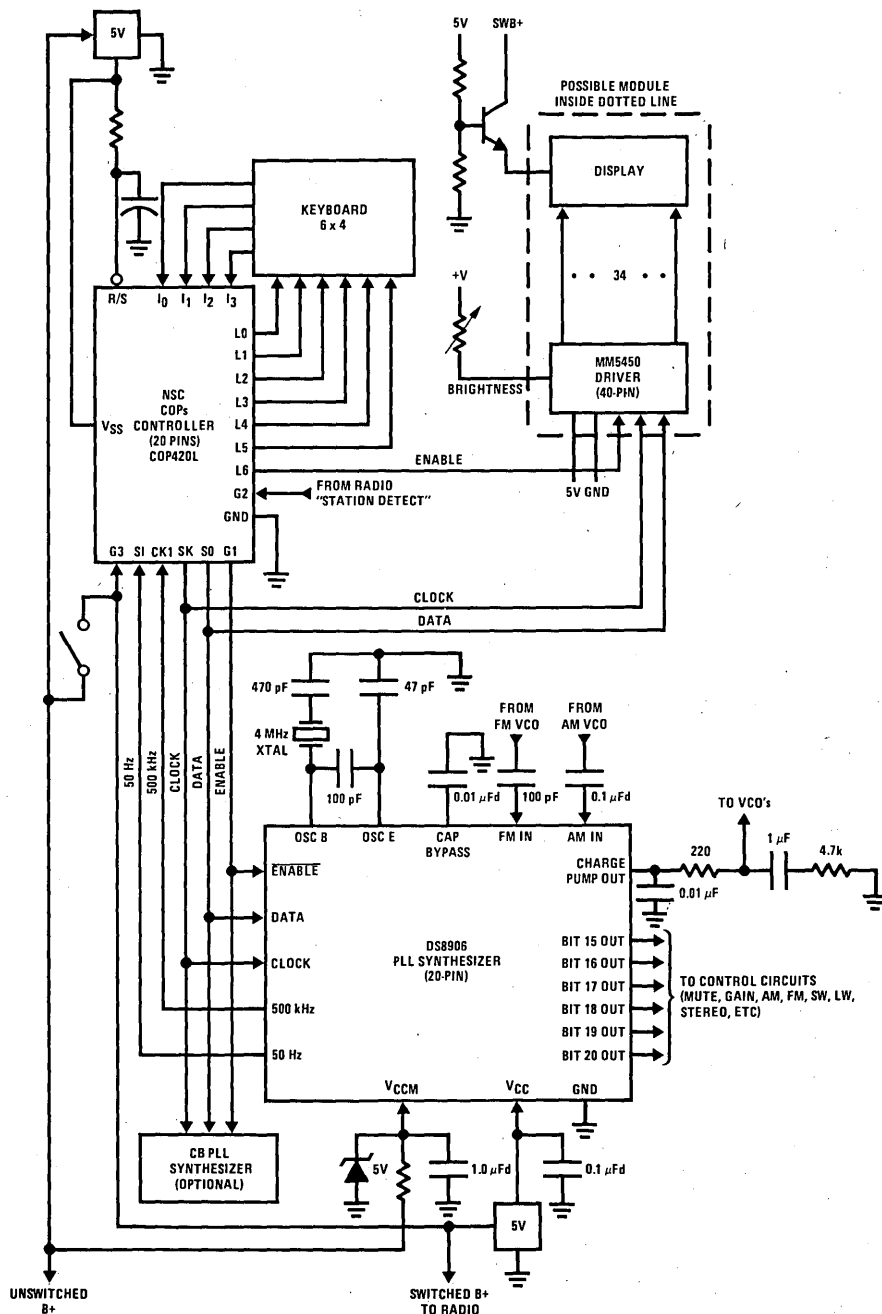 5V
5V
SWB+
POSSIBLE MODULE
INSIDE DOTTED LINE
DISPLAY
KEYBOARD
6 x 4
• • 34 • •
+V
BRIGHTNESS
MM5450
DRIVER
(40-PIN)
5V GND
R/S
I0
I1
I2
I3
L0
L1
L2
L3
L4
L5
L6
G2
GND
NSC
COPs
CONTROLLER
(20 PINS)
COP420L
VSS
ENABLE
FROM RADIO
"STATION DETECT"
G3 SI CK1 SK S0 G1
CLOCK
DATA
470 pF
47 pF
4 MHz
XTAL
100 pF
0.01 µFd
FROM
FM VCO
100 pF
FROM
AM VCO
0.1 µFd
50 Hz
500 kHz
CLOCK
DATA
ENABLE
OSC B
OSC E
CAP
BYPASS
FM IN
AM IN
ENABLE
DATA
CLOCK
500 kHz
50 Hz
DS8906
PLL SYNTHESIZER
(20-PIN)
CHARGE
PUMP OUT
220
TO VCO's
1 µF
4.7k
0.01 µF
BIT 15 OUT
BIT 16 OUT
BIT 17 OUT
BIT 18 OUT
BIT 19 OUT
BIT 20 OUT
TO CONTROL CIRCUITS
(MUTE, GAIN, AM, FM, SW, LW,
STEREO, ETC)
VCCM
VCC
GND
CB PLL
SYNTHESIZER
(OPTIONAL)
5V
1.0 µFd
0.1 µFd
5V
UNSWITCHED
B+
SWITCHED B+
TO RADIO